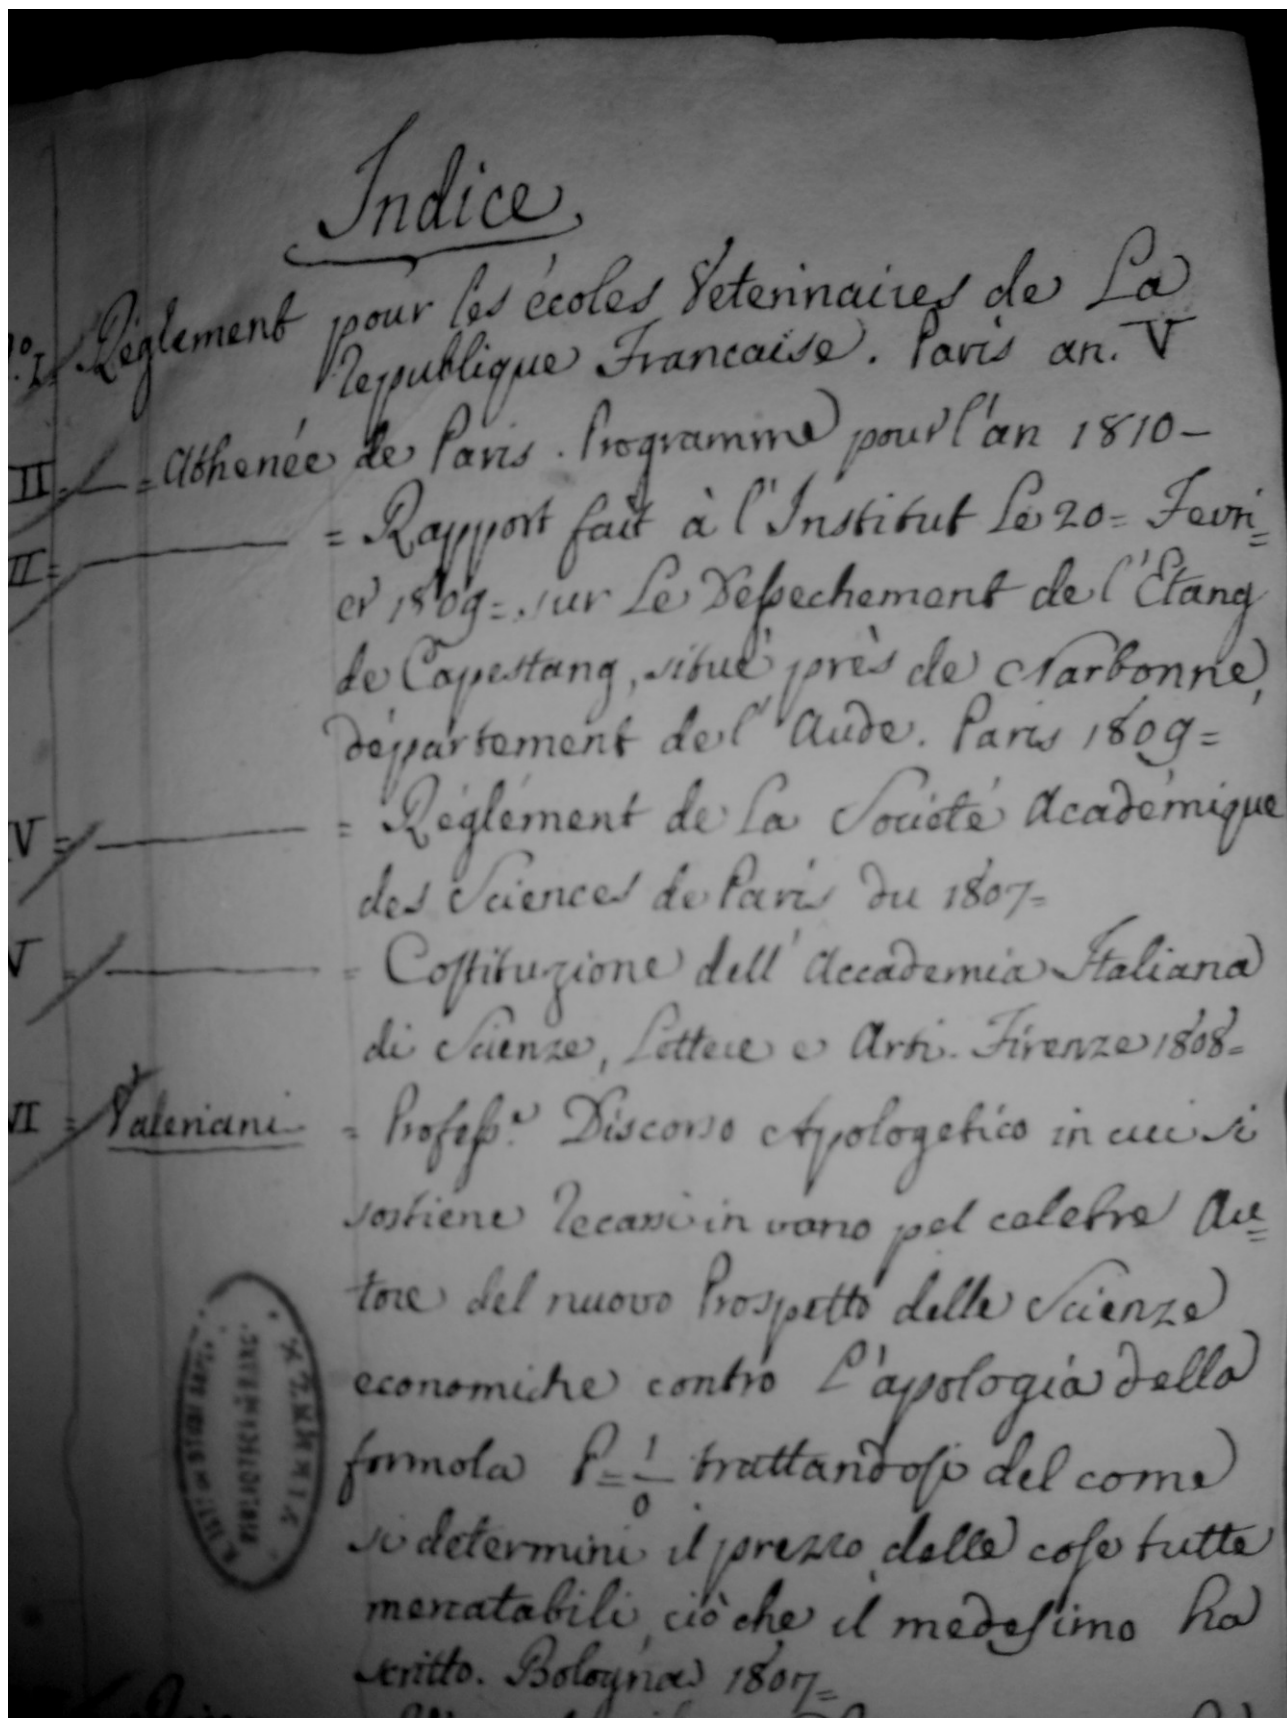 Indice
N.° I. Réglement pour les écoles Veterinaires de La
Republique Francaise. Paris an. V
II = Athenée de Paris. Programme pour l'an 1810-
III = = Rapport fait à l'Institut Le 20= Fevri=
er 1809= sur Le Dessechement de l'Etang
de Capestang, situé près de Narbonne,
département de l'Aude. Paris 1809=
IV = = Réglément de la Société Académique
des Sciences de Paris du 1807=
V = Costituzione dell'Accademia Italiana
di Scienze, Lettere e Arti. Firenze 1808=
VI = Valeriani = Profess.e Discorso Apologetico in cui si
sostiene recarsi in vano pel celebre Au=
tore del nuovo Prospetto delle Scienze
economiche contro L'apologia della
formola P=1/0 trattandosi del come
si determini il prezzo delle cose tutte
mercatabili, ciò che il medesimo ha
scritto. Bologna 1807=